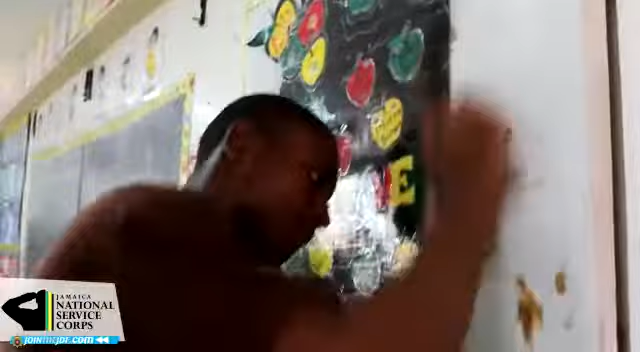 E
JAMAICA
NATIONAL
SERVICE
CORPS
JOINTHEJDF.com